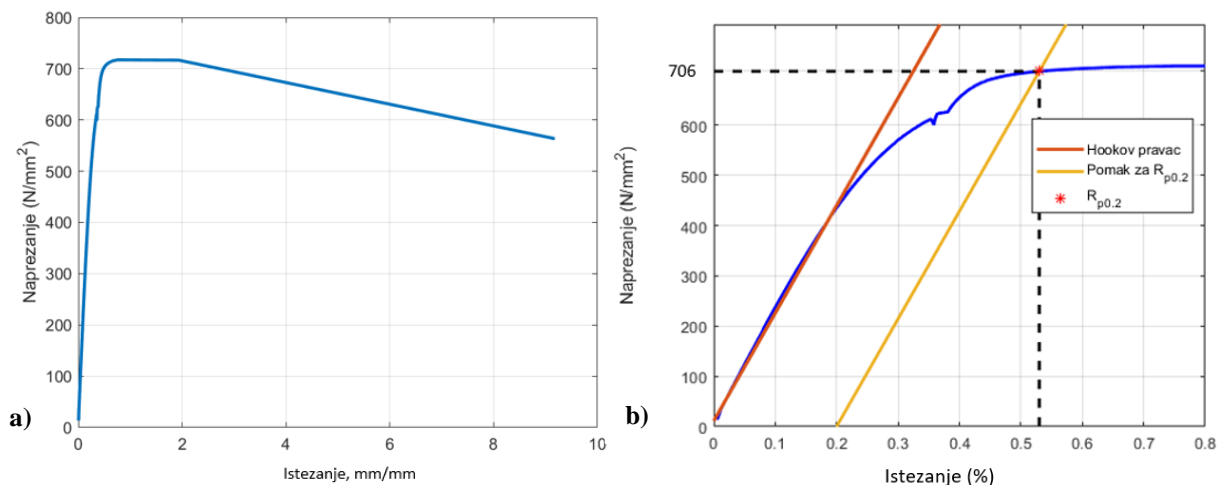 800
700
600
500
400
300
200
100
0
Naprezanje (N/mm²)
0 2 4 6 8 10
Istezanje, mm/mm
a)
706
600
500
400
300
200
100
0
Naprezanje (N/mm²)
Hookov pravac
Pomak za Rp0.2
Rp0.2
0 0.1 0.2 0.3 0.4 0.5 0.6 0.7 0.8
Istezanje (%)
b)